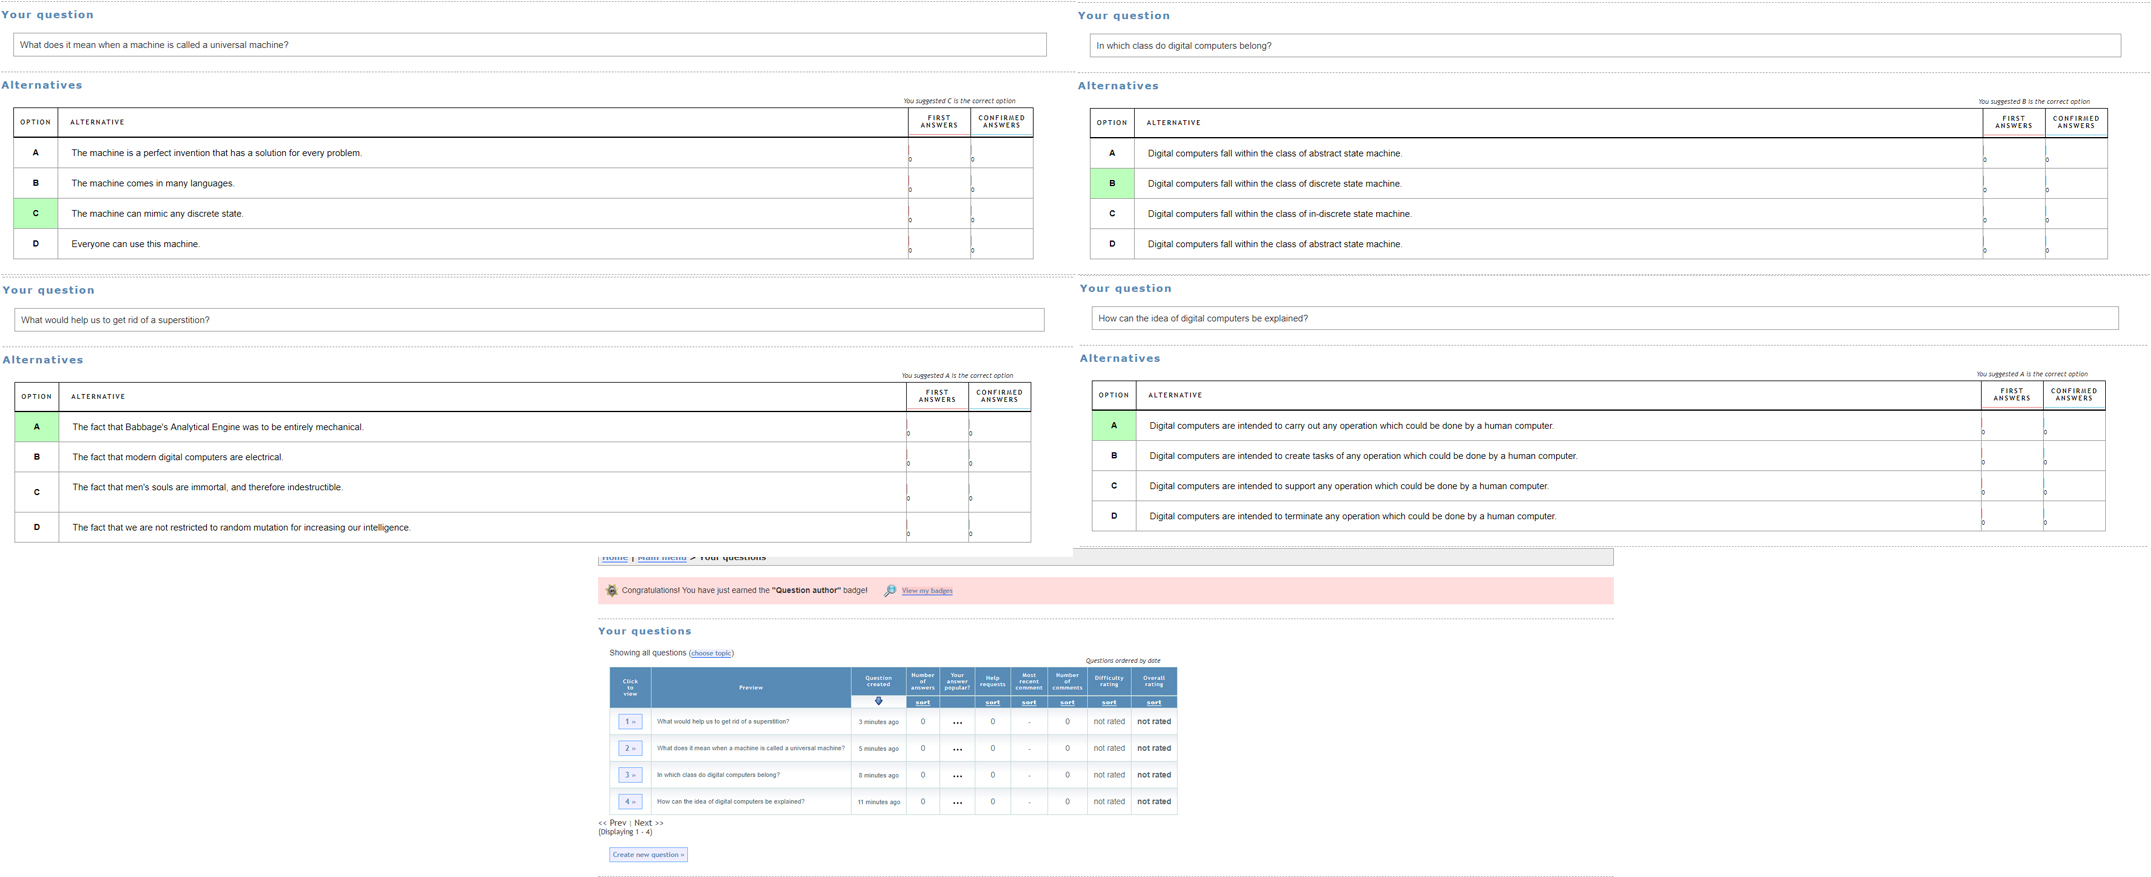 Your question
What does it mean when a machine is called a universal machine?
Alternatives
You suggested C is the correct option
OPTION ALTERNATIVE FIRST ANSWERS CONFIRMED ANSWERS
A The machine is a perfect invention that has a solution for every problem. 0 0
B The machine comes in many languages. 0 0
C The machine can mimic any discrete state. 0 0
D Everyone can use this machine. 0 0
Your question
In which class do digital computers belong?
Alternatives
You suggested B is the correct option
OPTION ALTERNATIVE FIRST ANSWERS CONFIRMED ANSWERS
A Digital computers fall within the class of abstract state machine. 0 0
B Digital computers fall within the class of discrete state machine. 0 0
C Digital computers fall within the class of in-discrete state machine. 0 0
D Digital computers fall within the class of abstract state machine. 0 0
Your question
What would help us to get rid of a superstition?
Alternatives
You suggested A is the correct option
OPTION ALTERNATIVE FIRST ANSWERS CONFIRMED ANSWERS
A The fact that Babbage's Analytical Engine was to be entirely mechanical. 0 0
B The fact that modern digital computers are electrical. 0 0
C The fact that men's souls are immortal, and therefore indestructible. 0 0
D The fact that we are not restricted to random mutation for increasing our intelligence. 0 0
Your question
How can the idea of digital computers be explained?
Alternatives
You suggested A is the correct option
OPTION ALTERNATIVE FIRST ANSWERS CONFIRMED ANSWERS
A Digital computers are intended to carry out any operation which could be done by a human computer. 0 0
B Digital computers are intended to create tasks of any operation which could be done by a human computer. 0 0
C Digital computers are intended to support any operation which could be done by a human computer. 0 0
D Digital computers are intended to terminate any operation which could be done by a human computer. 0 0
Home | Main menu > Your questions
Congratulations! You have just earned the "Question author" badge! View my badges
Your questions
Showing all questions (choose topic)
Questions ordered by date
Click to view Preview Question created Number of answers Your answer popular? Help requests Most recent comment Number of comments Difficulty rating Overall rating
sort sort sort sort sort sort
1 » What would help us to get rid of a superstition? 3 minutes ago 0 ... 0 - 0 not rated not rated
2 » What does it mean when a machine is called a universal machine? 5 minutes ago 0 ... 0 - 0 not rated not rated
3 » In which class do digital computers belong? 8 minutes ago 0 ... 0 - 0 not rated not rated
4 » How can the idea of digital computers be explained? 11 minutes ago 0 ... 0 - 0 not rated not rated
<< Prev | Next >>
(Displaying 1 - 4)
Create new question »